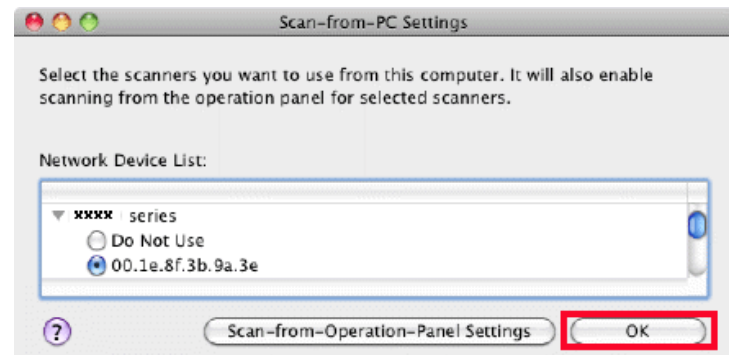 Scan-from-PC Settings
Select the scanners you want to use from this computer. It will also enable
scanning from the operation panel for selected scanners.
Network Device List:
xxxx series
Do Not Use
00.1e.8f.3b.9a.3e
? Scan-from-Operation-Panel Settings OK